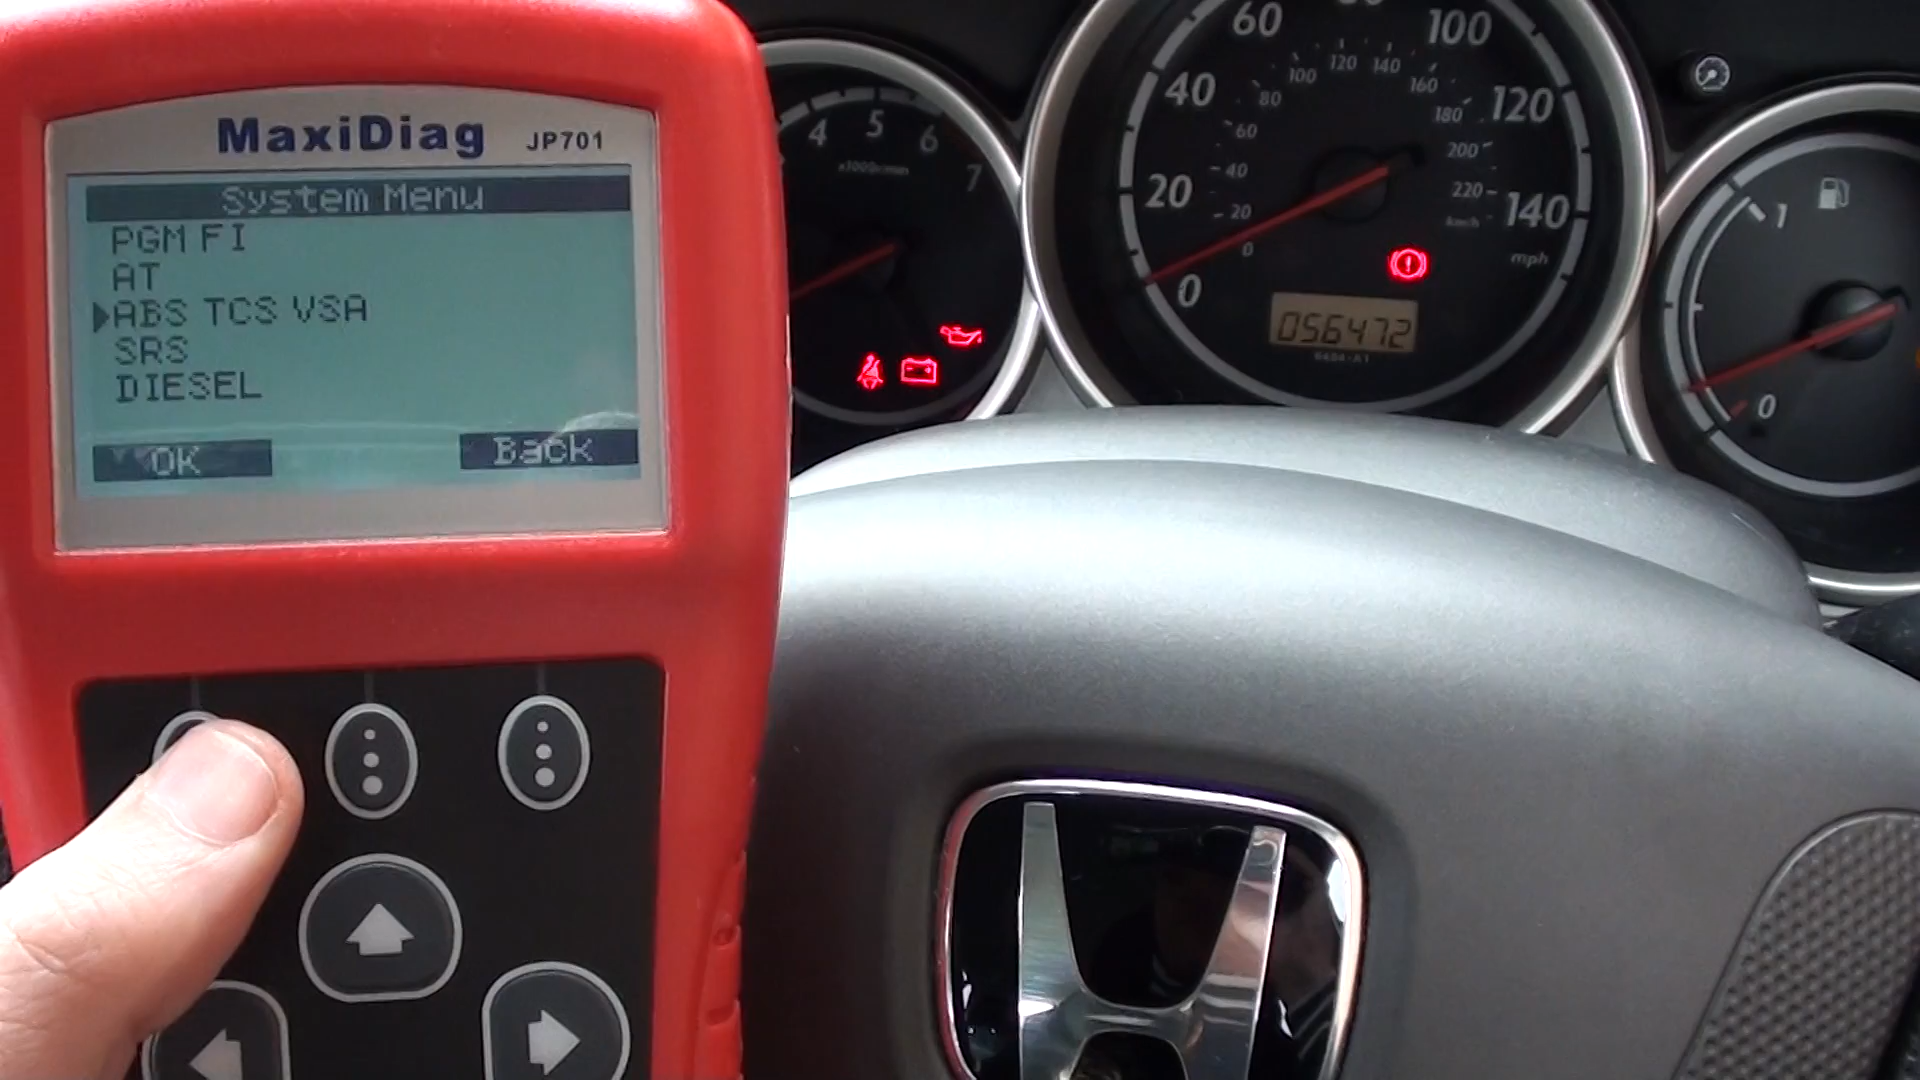 MaxiDiag JP701
System Menu
PGM FI
AT
ABS TCS VSA
SRS
DIESEL
OK Back
4 5 6 7
x1000r/min
0 20 40 60 80 100 120 140
0 20 40 60 80 100 120 140 160 180 200 220
km/h
mph
056472
1
0